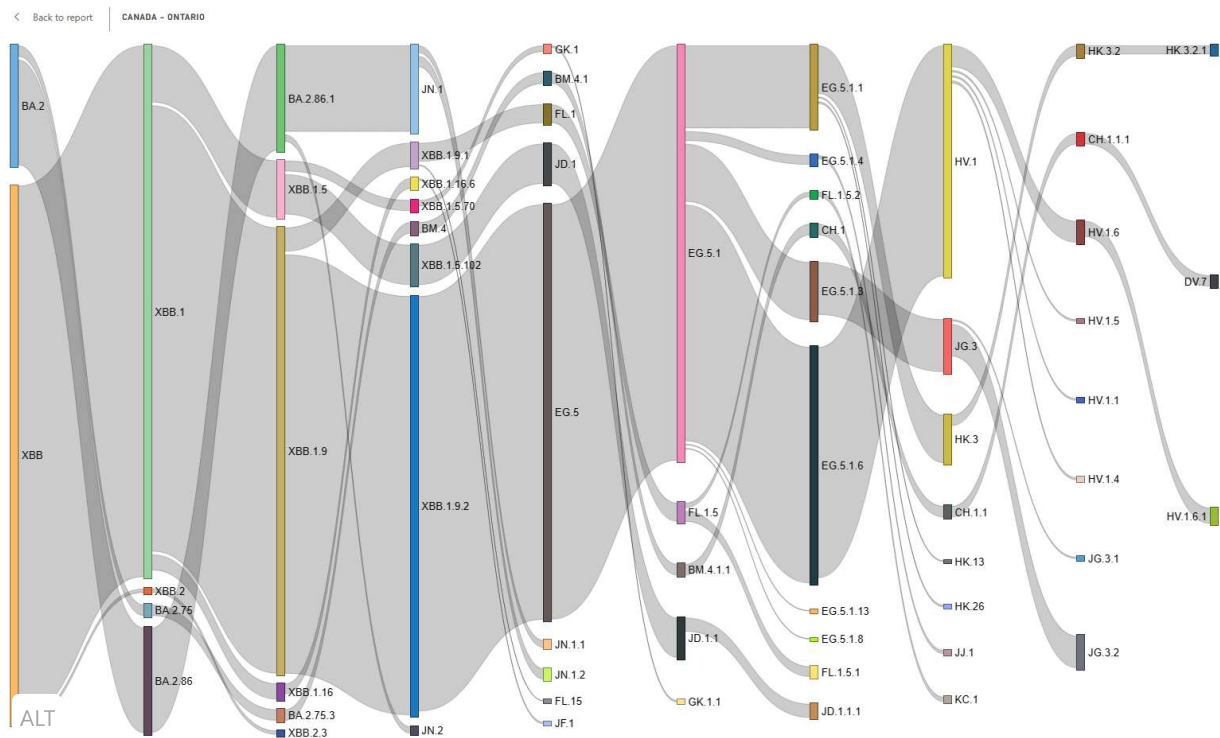 Back to report
CANADA - ONTARIO
BA.2
XBB
XBB.1
XBB.2
BA.2.75
BA.2.86
BA.2.86.1
XBB.1.5
XBB.1.9
XBB.1.16
BA.2.75.3
XBB.2.3
JN.1
XBB.1.9.1
XBB.1.16.6
XBB.1.5.70
BM.4
XBB.1.5.102
XBB.1.9.2
JN.2
GK.1
BM.4.1
FL.1
JD.1
EG.5
JN.1.1
JN.1.2
FL.15
JF.1
EG.5.1
FL.1.5
BM.4.1.1
JD.1.1
GK.1.1
EG.5.1.1
EG.5.1.4
FL.1.5.2
CH.1
EG.5.1.3
EG.5.1.6
EG.5.1.13
EG.5.1.8
FL.1.5.1
JD.1.1.1
HV.1
JG.3
HK.3
CH.1.1
HK.13
HK.26
JJ.1
KC.1
HK.3.2
CH.1.1.1
HV.1.6
HV.1.5
HV.1.1
HV.1.4
JG.3.1
JG.3.2
HK.3.2.1
DV.7
HV.1.6.1
ALT